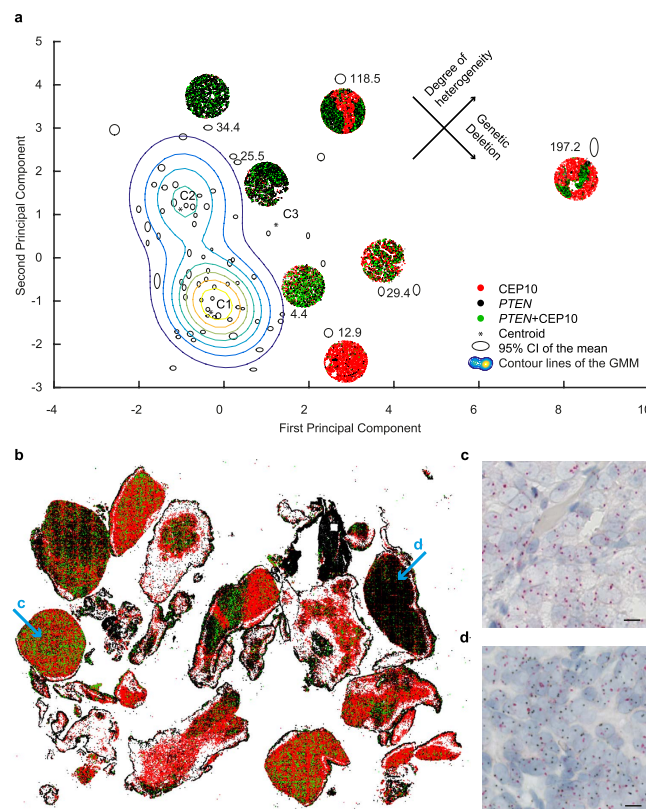 a
5
4
3
2
1
0
-1
-2
-3
-4
-2
0
2
4
6
8
10
Second Principal Component
First Principal Component
118.5
34.4
25.5
197.2
C2
C3
C1
4.4
29.4
12.9
Degree of
heterogeneity
Genetic
Deletion
CEP10
PTEN
PTEN+CEP10
Centroid
95% CI of the mean
Contour lines of the GMM
b
c
d
c
d